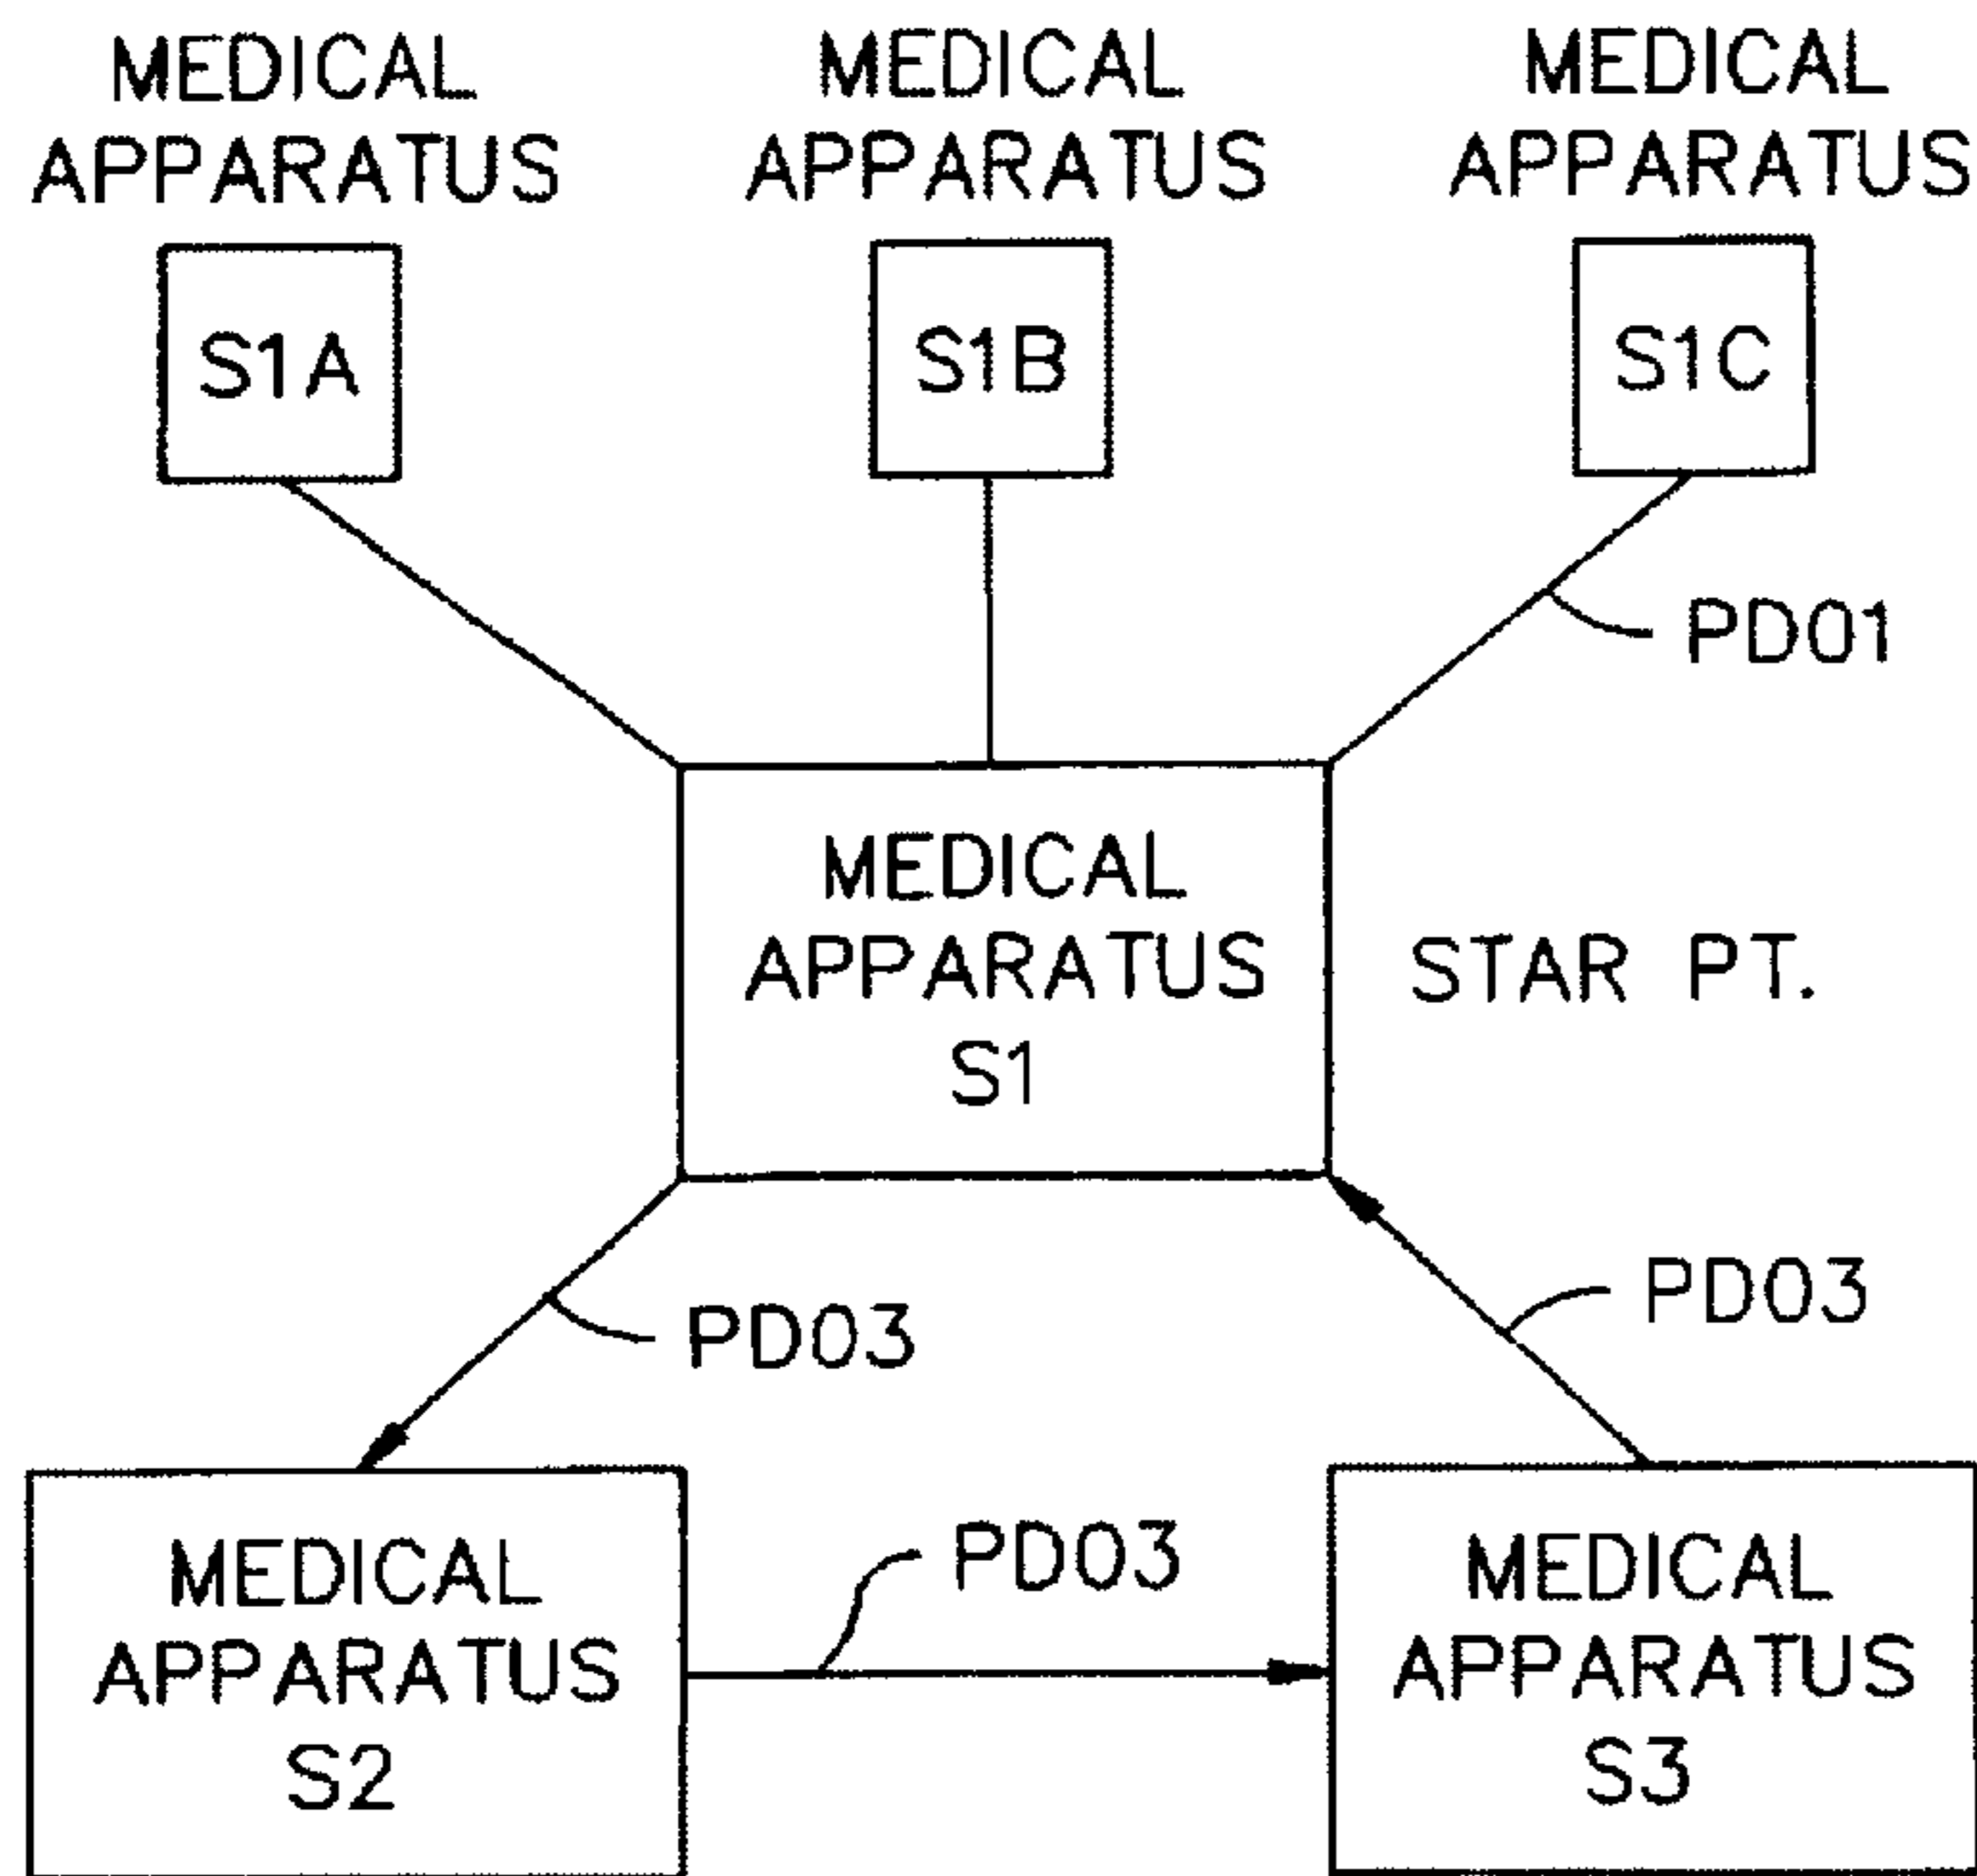 MEDICAL
APPARATUS
MEDICAL
APPARATUS
MEDICAL
APPARATUS
S1A
S1B
S1C
PD01
MEDICAL
APPARATUS
S1
STAR PT.
PD03
PD03
PD03
MEDICAL
APPARATUS
S2
MEDICAL
APPARATUS
S3